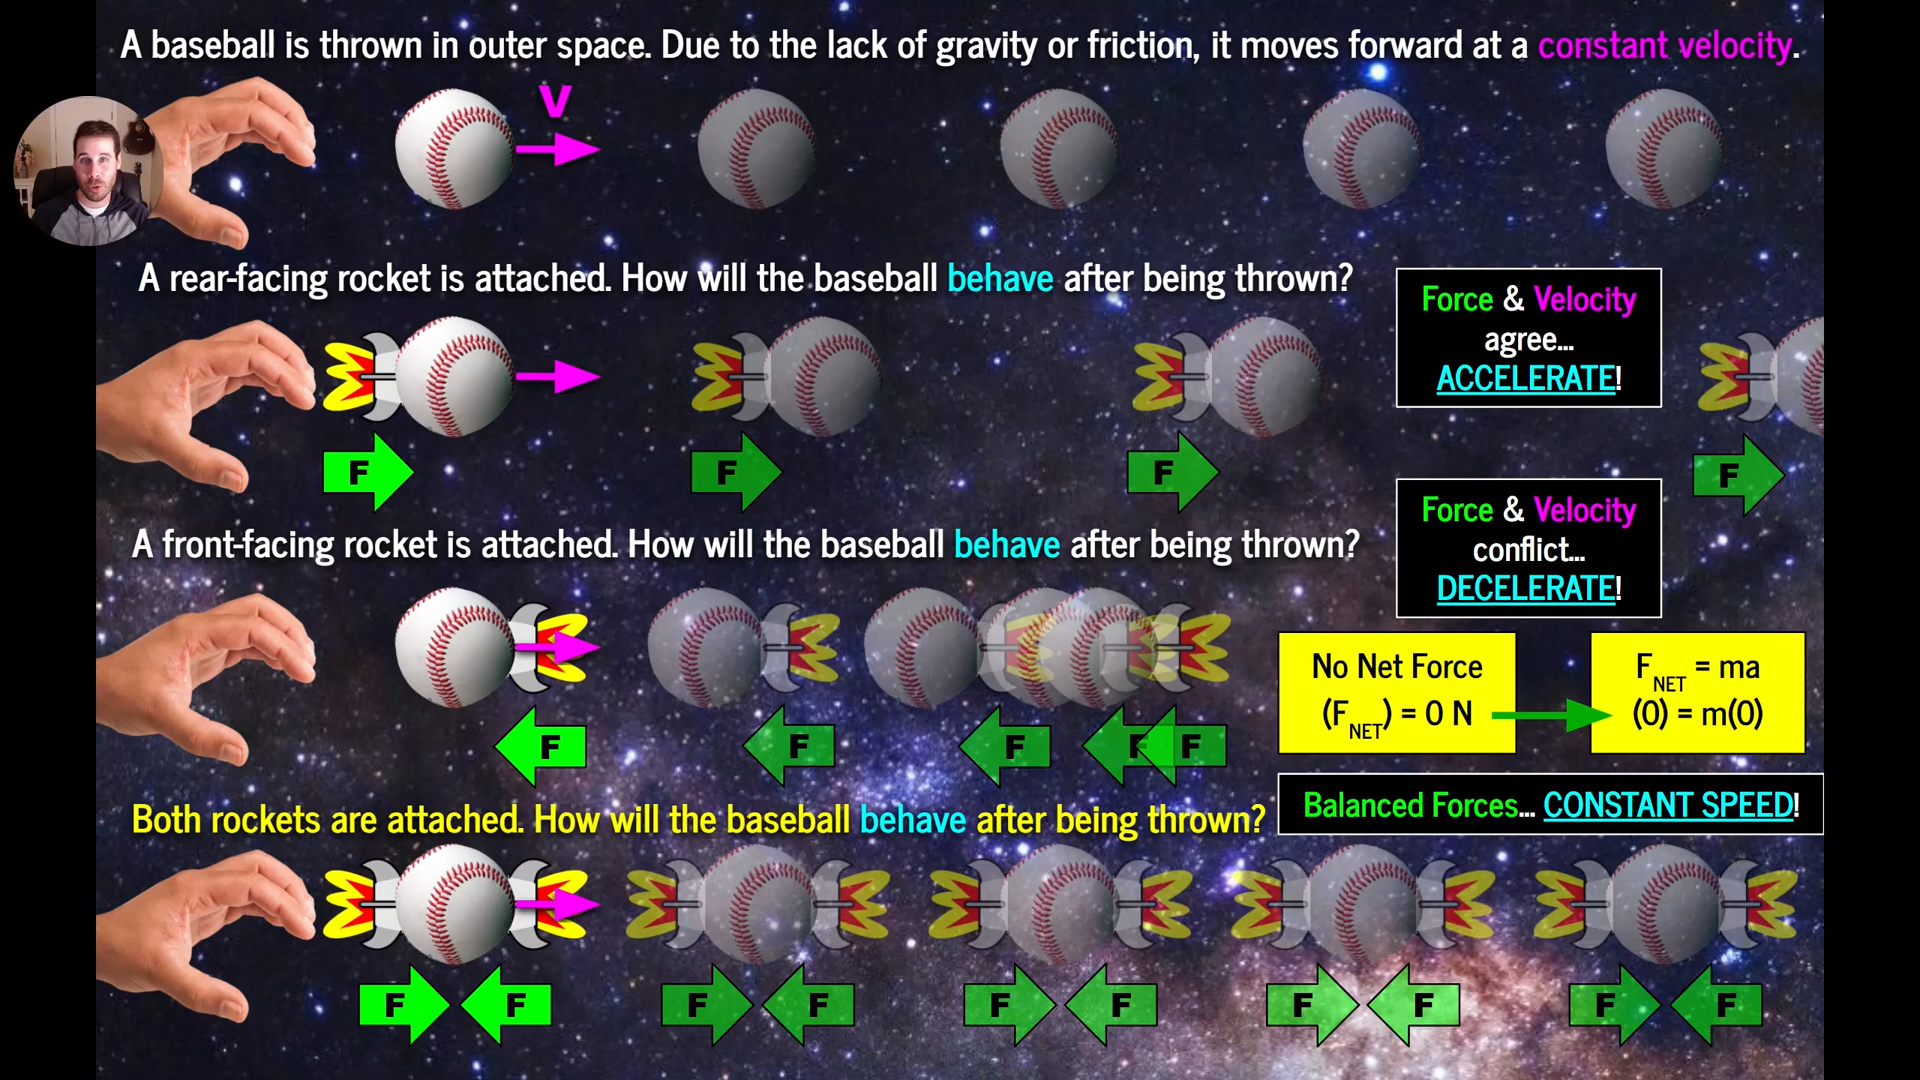 A baseball is thrown in outer space. Due to the lack of gravity or friction, it moves forward at a constant velocity.
V
A rear-facing rocket is attached. How will the baseball behave after being thrown?
Force & Velocity
agree...
ACCELERATE!
F F F F
A front-facing rocket is attached. How will the baseball behave after being thrown?
Force & Velocity
conflict...
DECELERATE!
F F F F F
No Net Force
(FNET) = 0 N
FNET = ma
(0) = m(0)
Both rockets are attached. How will the baseball behave after being thrown?
Balanced Forces... CONSTANT SPEED!
F F F F F F F F F F